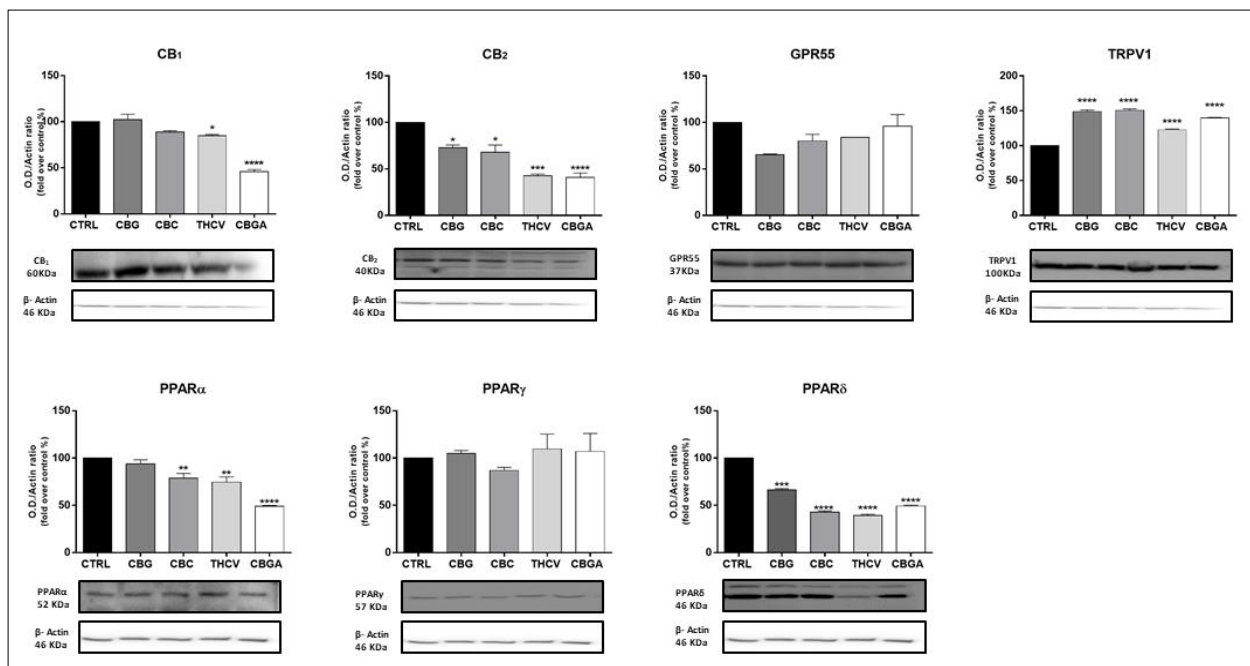 CB₁
O.D./Actin ratio
(fold over control %)
150
100
50
0
*
****
CTRL CBG CBC THCV CBGA
CB₁
60KDa
β- Actin
46 KDa
CB₂
O.D./Actin ratio
(fold over control %)
150
100
50
0
* * *** ****
CTRL CBG CBC THCV CBGA
CB₂
40KDa
β- Actin
46 KDa
GPR55
O.D./Actin ratio
(fold over control %)
150
100
50
0
CTRL CBG CBC THCV CBGA
GPR55
37KDa
β- Actin
46 KDa
TRPV1
O.D./Actin ratio
(fold over control %)
200
150
100
50
0
**** **** **** ****
CTRL CBG CBC THCV CBGA
TRPV1
100KDa
β- Actin
46 KDa
PPARα
O.D./Actin ratio
(fold over control %)
150
100
50
0
** ** ****
CTRL CBG CBC THCV CBGA
PPARα
52 KDa
β- Actin
46 KDa
PPARγ
O.D./Actin ratio
(fold over control %)
150
100
50
0
CTRL CBG CBC THCV CBGA
PPARγ
57 KDa
β- Actin
46 KDa
PPARδ
O.D./Actin ratio
(fold over control%)
150
100
50
0
*** **** **** ****
CTRL CBG CBC THCV CBGA
PPARδ
46 KDa
β- Actin
46 KDa